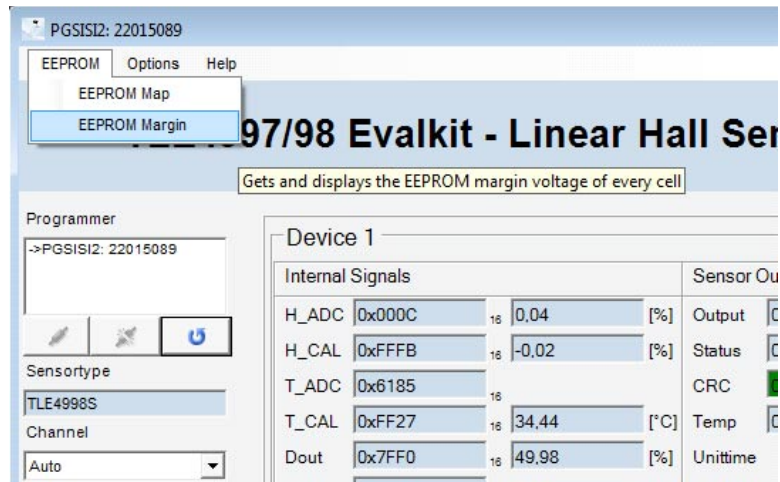 PGSISI2: 22015089
EEPROM Options Help
EEPROM Map
EEPROM Margin
97/98 Evalkit - Linear Hall
Gets and displays the EEPROM margin voltage of every cell
Programmer
->PGSISI2: 22015089
Sensortype
TLE4998S
Channel
Auto
Device 1
Internal Signals
H_ADC 0x000C 16 0,04 [%]
H_CAL 0xFFFB 16 -0,02 [%]
T_ADC 0x6185 16
T_CAL 0xFF27 16 34,44 [°C]
Dout 0x7FF0 16 49,98 [%]
Sensor
Output
Status
CRC
Temp
Unittime